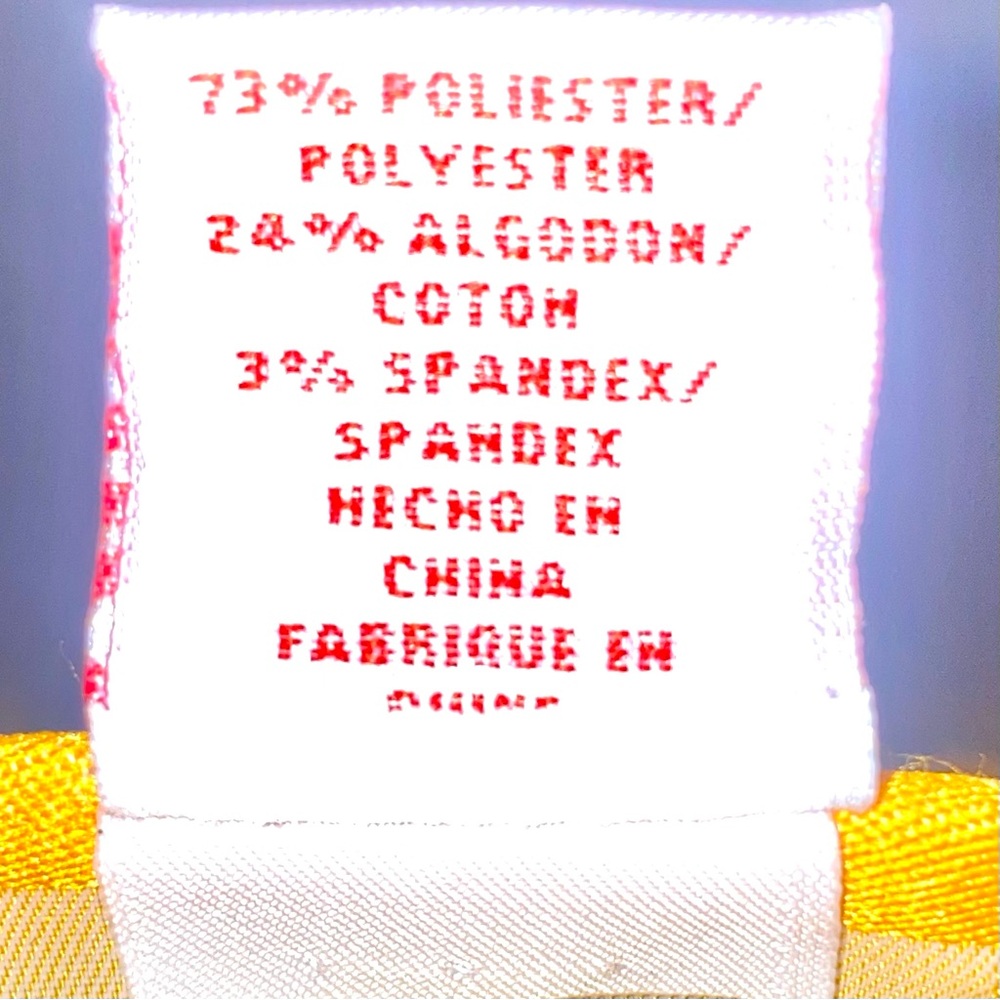 73% POLIESTER/
POLYESTER
24% ALGODON/
COTON
3% SPANDEX/
SPANDEX
HECHO EN
CHINA
FABRIQUE EN